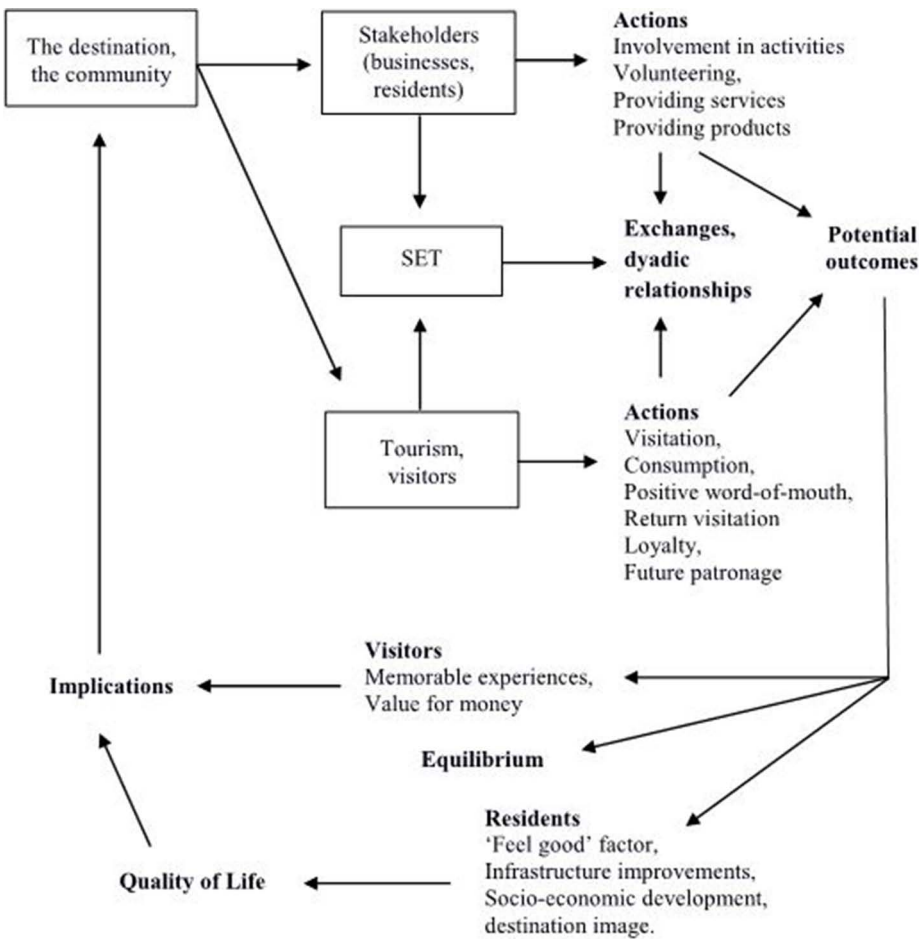 The destination,
the community
Stakeholders
(businesses,
residents)
Actions
Involvement in activities
Volunteering,
Providing services
Providing products
SET
Exchanges,
dyadic
relationships
Potential
outcomes
Tourism,
visitors
Actions
Visitation,
Consumption,
Positive word-of-mouth,
Return visitation
Loyalty,
Future patronage
Implications
Visitors
Memorable experiences,
Value for money
Equilibrium
Residents
‘Feel good’ factor,
Infrastructure improvements,
Socio-economic development,
destination image.
Quality of Life